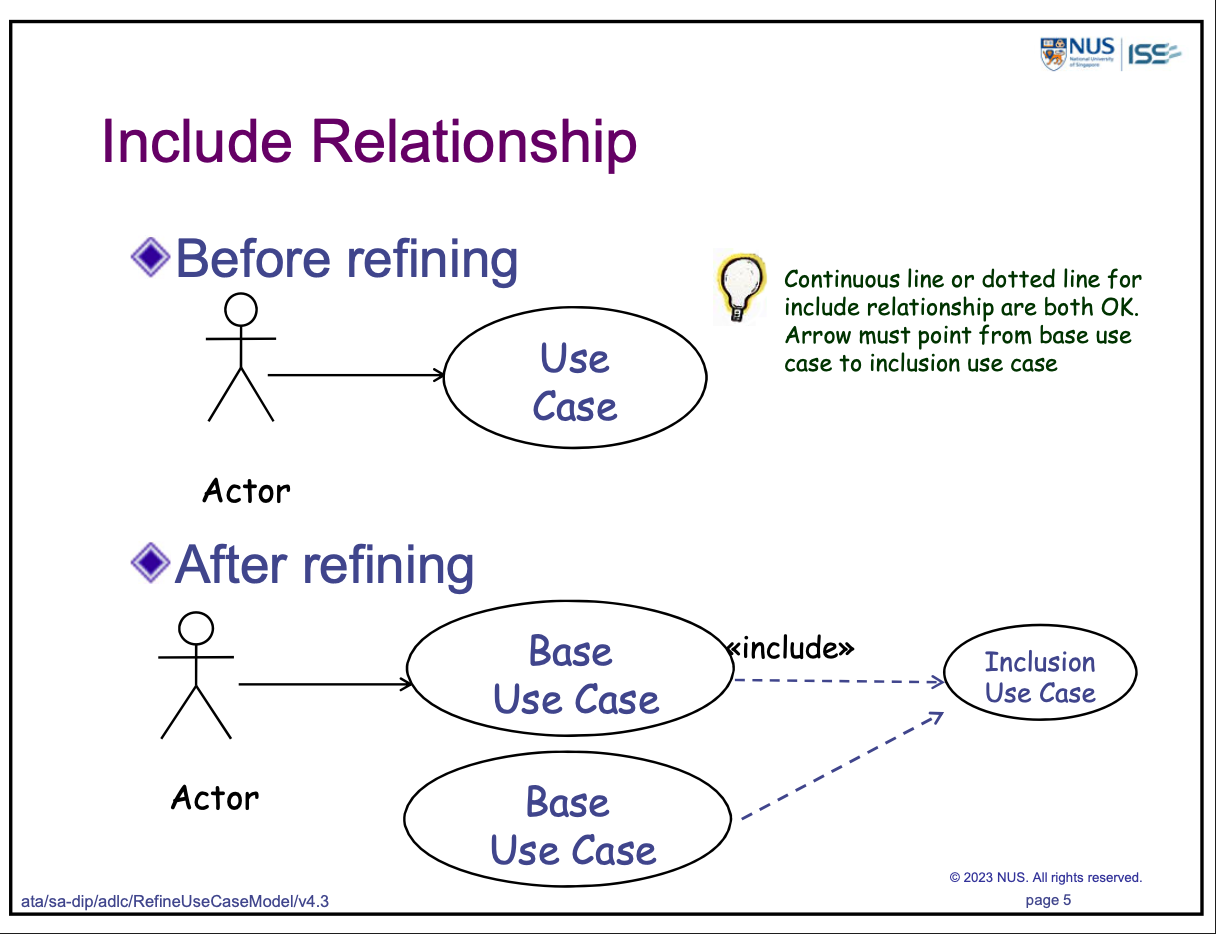 NUS
National University
of Singapore
ISS
Include Relationship
Before refining
Continuous line or dotted line for
include relationship are both OK.
Arrow must point from base use
case to inclusion use case
Use
Case
Actor
After refining
Base
Use Case
«include»
Inclusion
Use Case
Actor
Base
Use Case
© 2023 NUS. All rights reserved.
ata/sa-dip/adlc/RefineUseCaseModel/v4.3
page 5